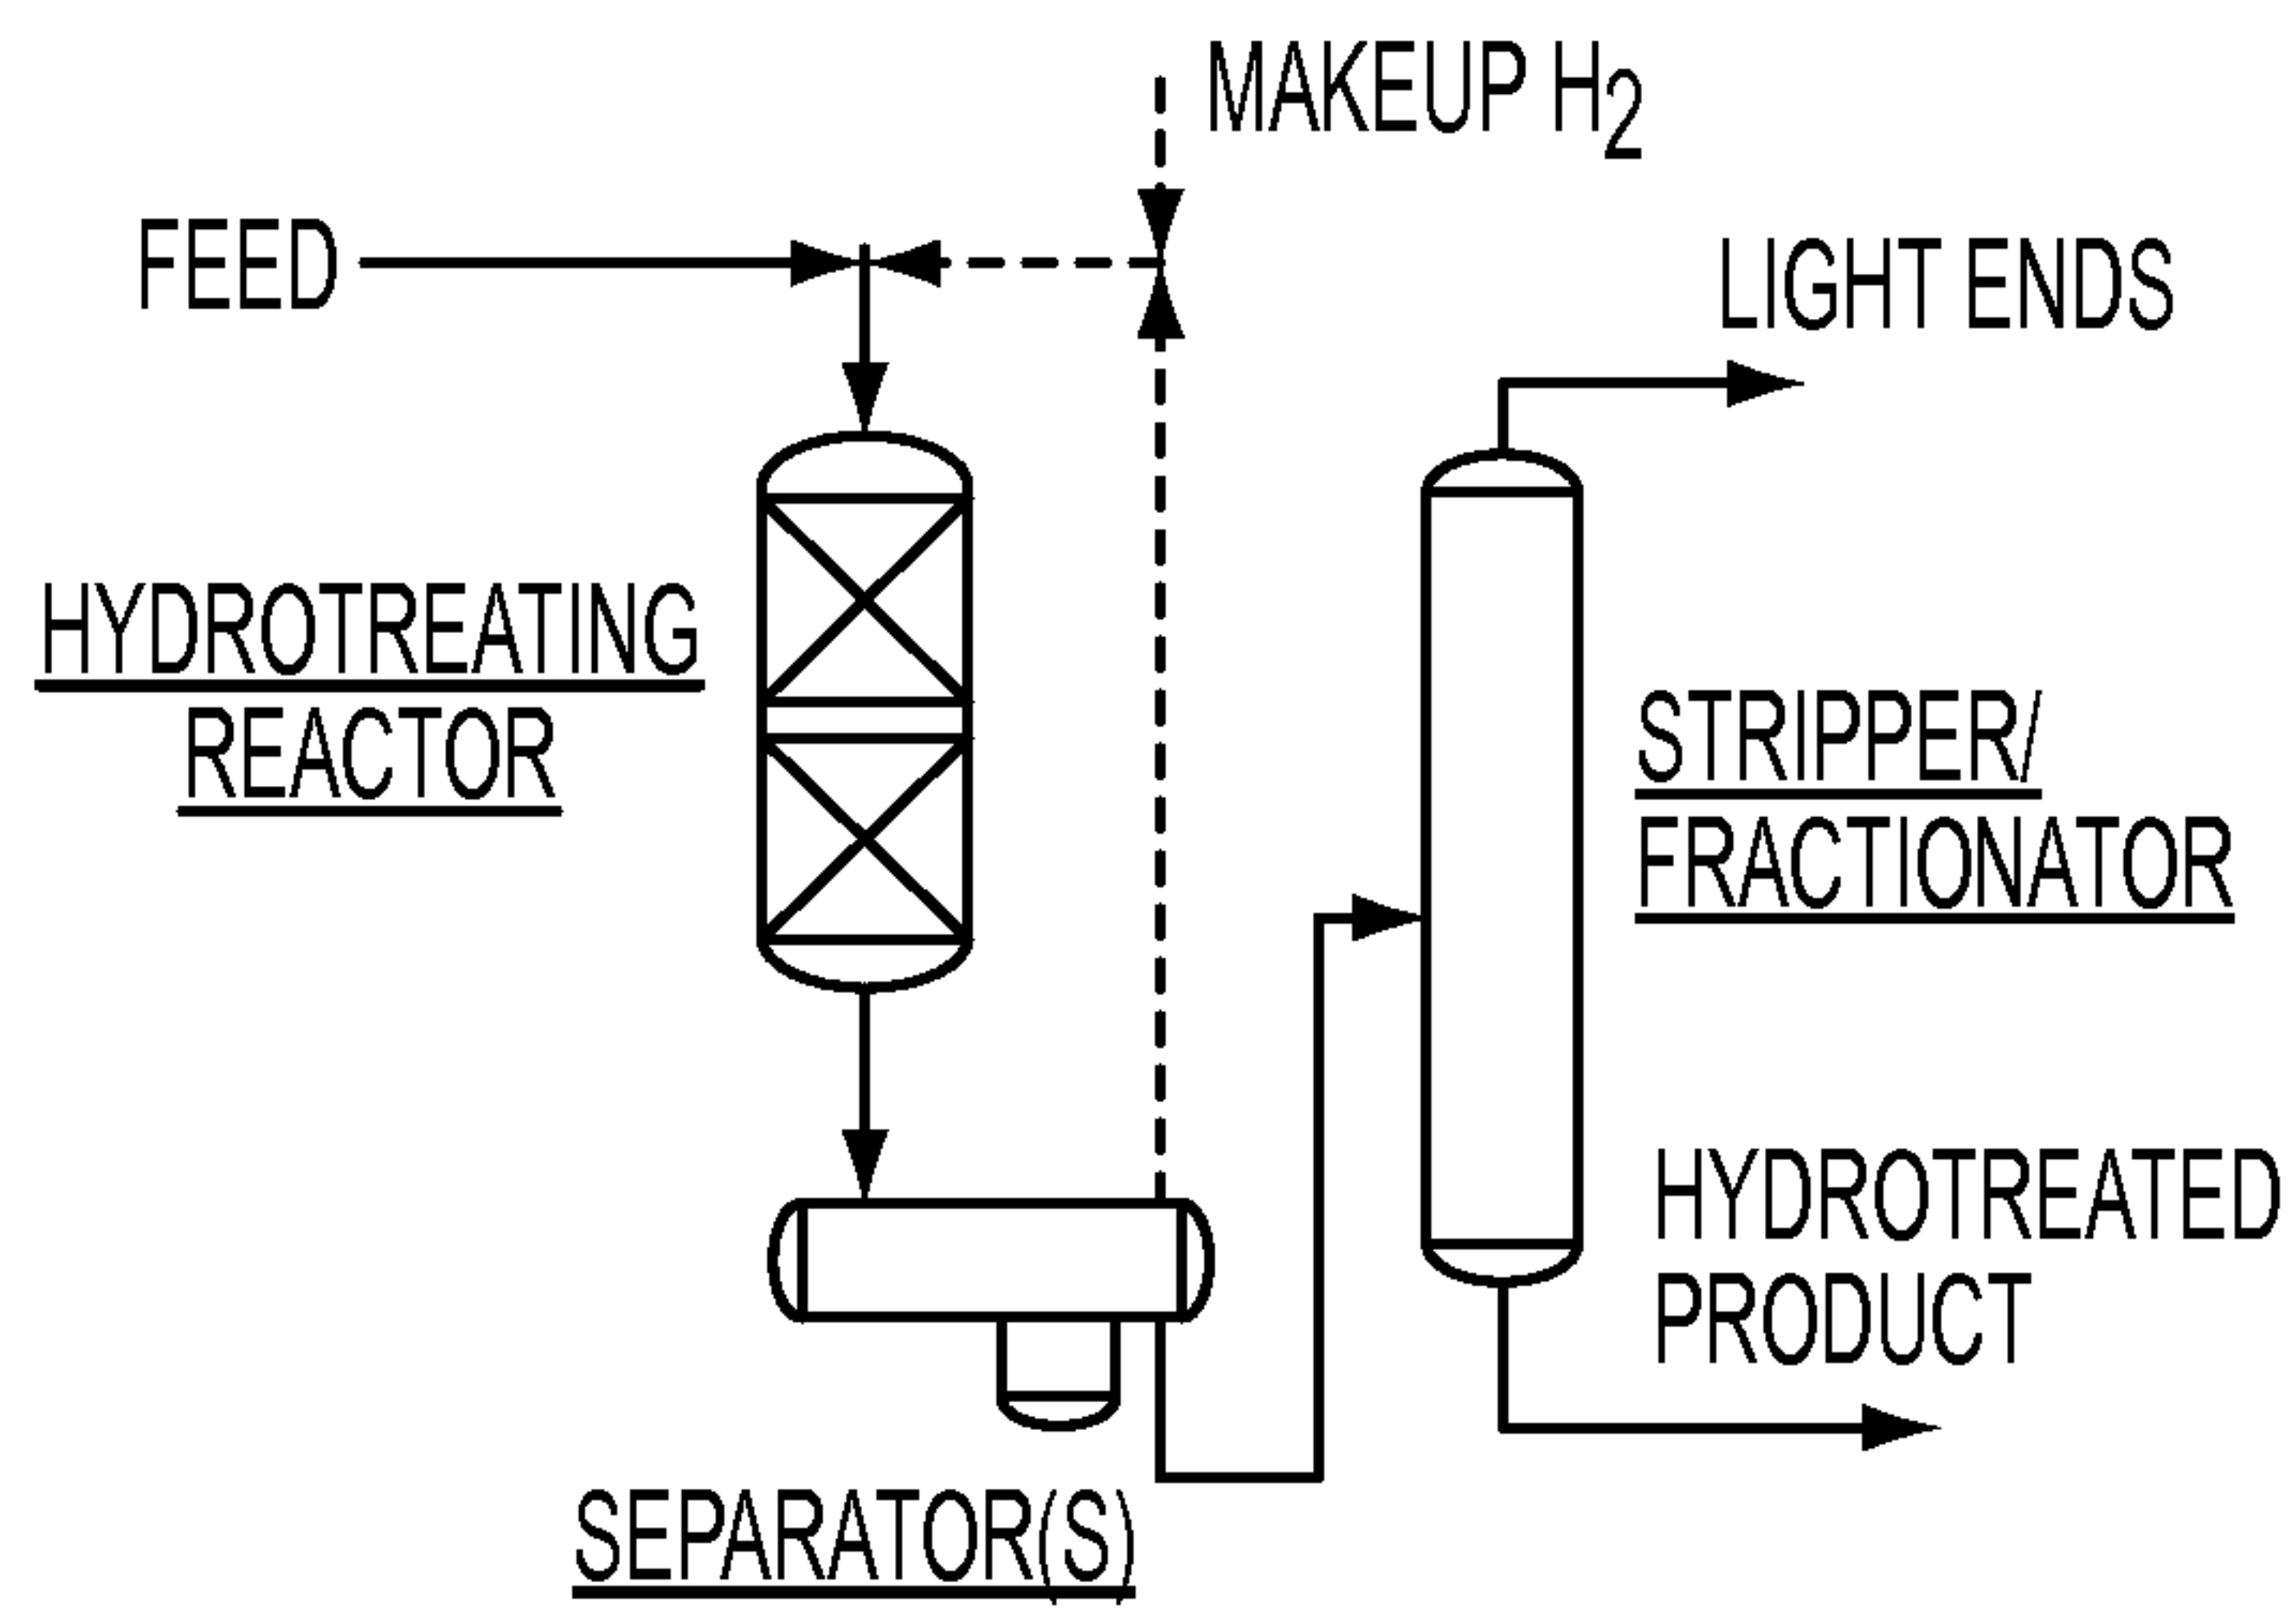 MAKEUP H2
FEED
LIGHT ENDS
HYDROTREATING
REACTOR
STRIPPER/
FRACTIONATOR
HYDROTREATED
PRODUCT
SEPARATOR(S)